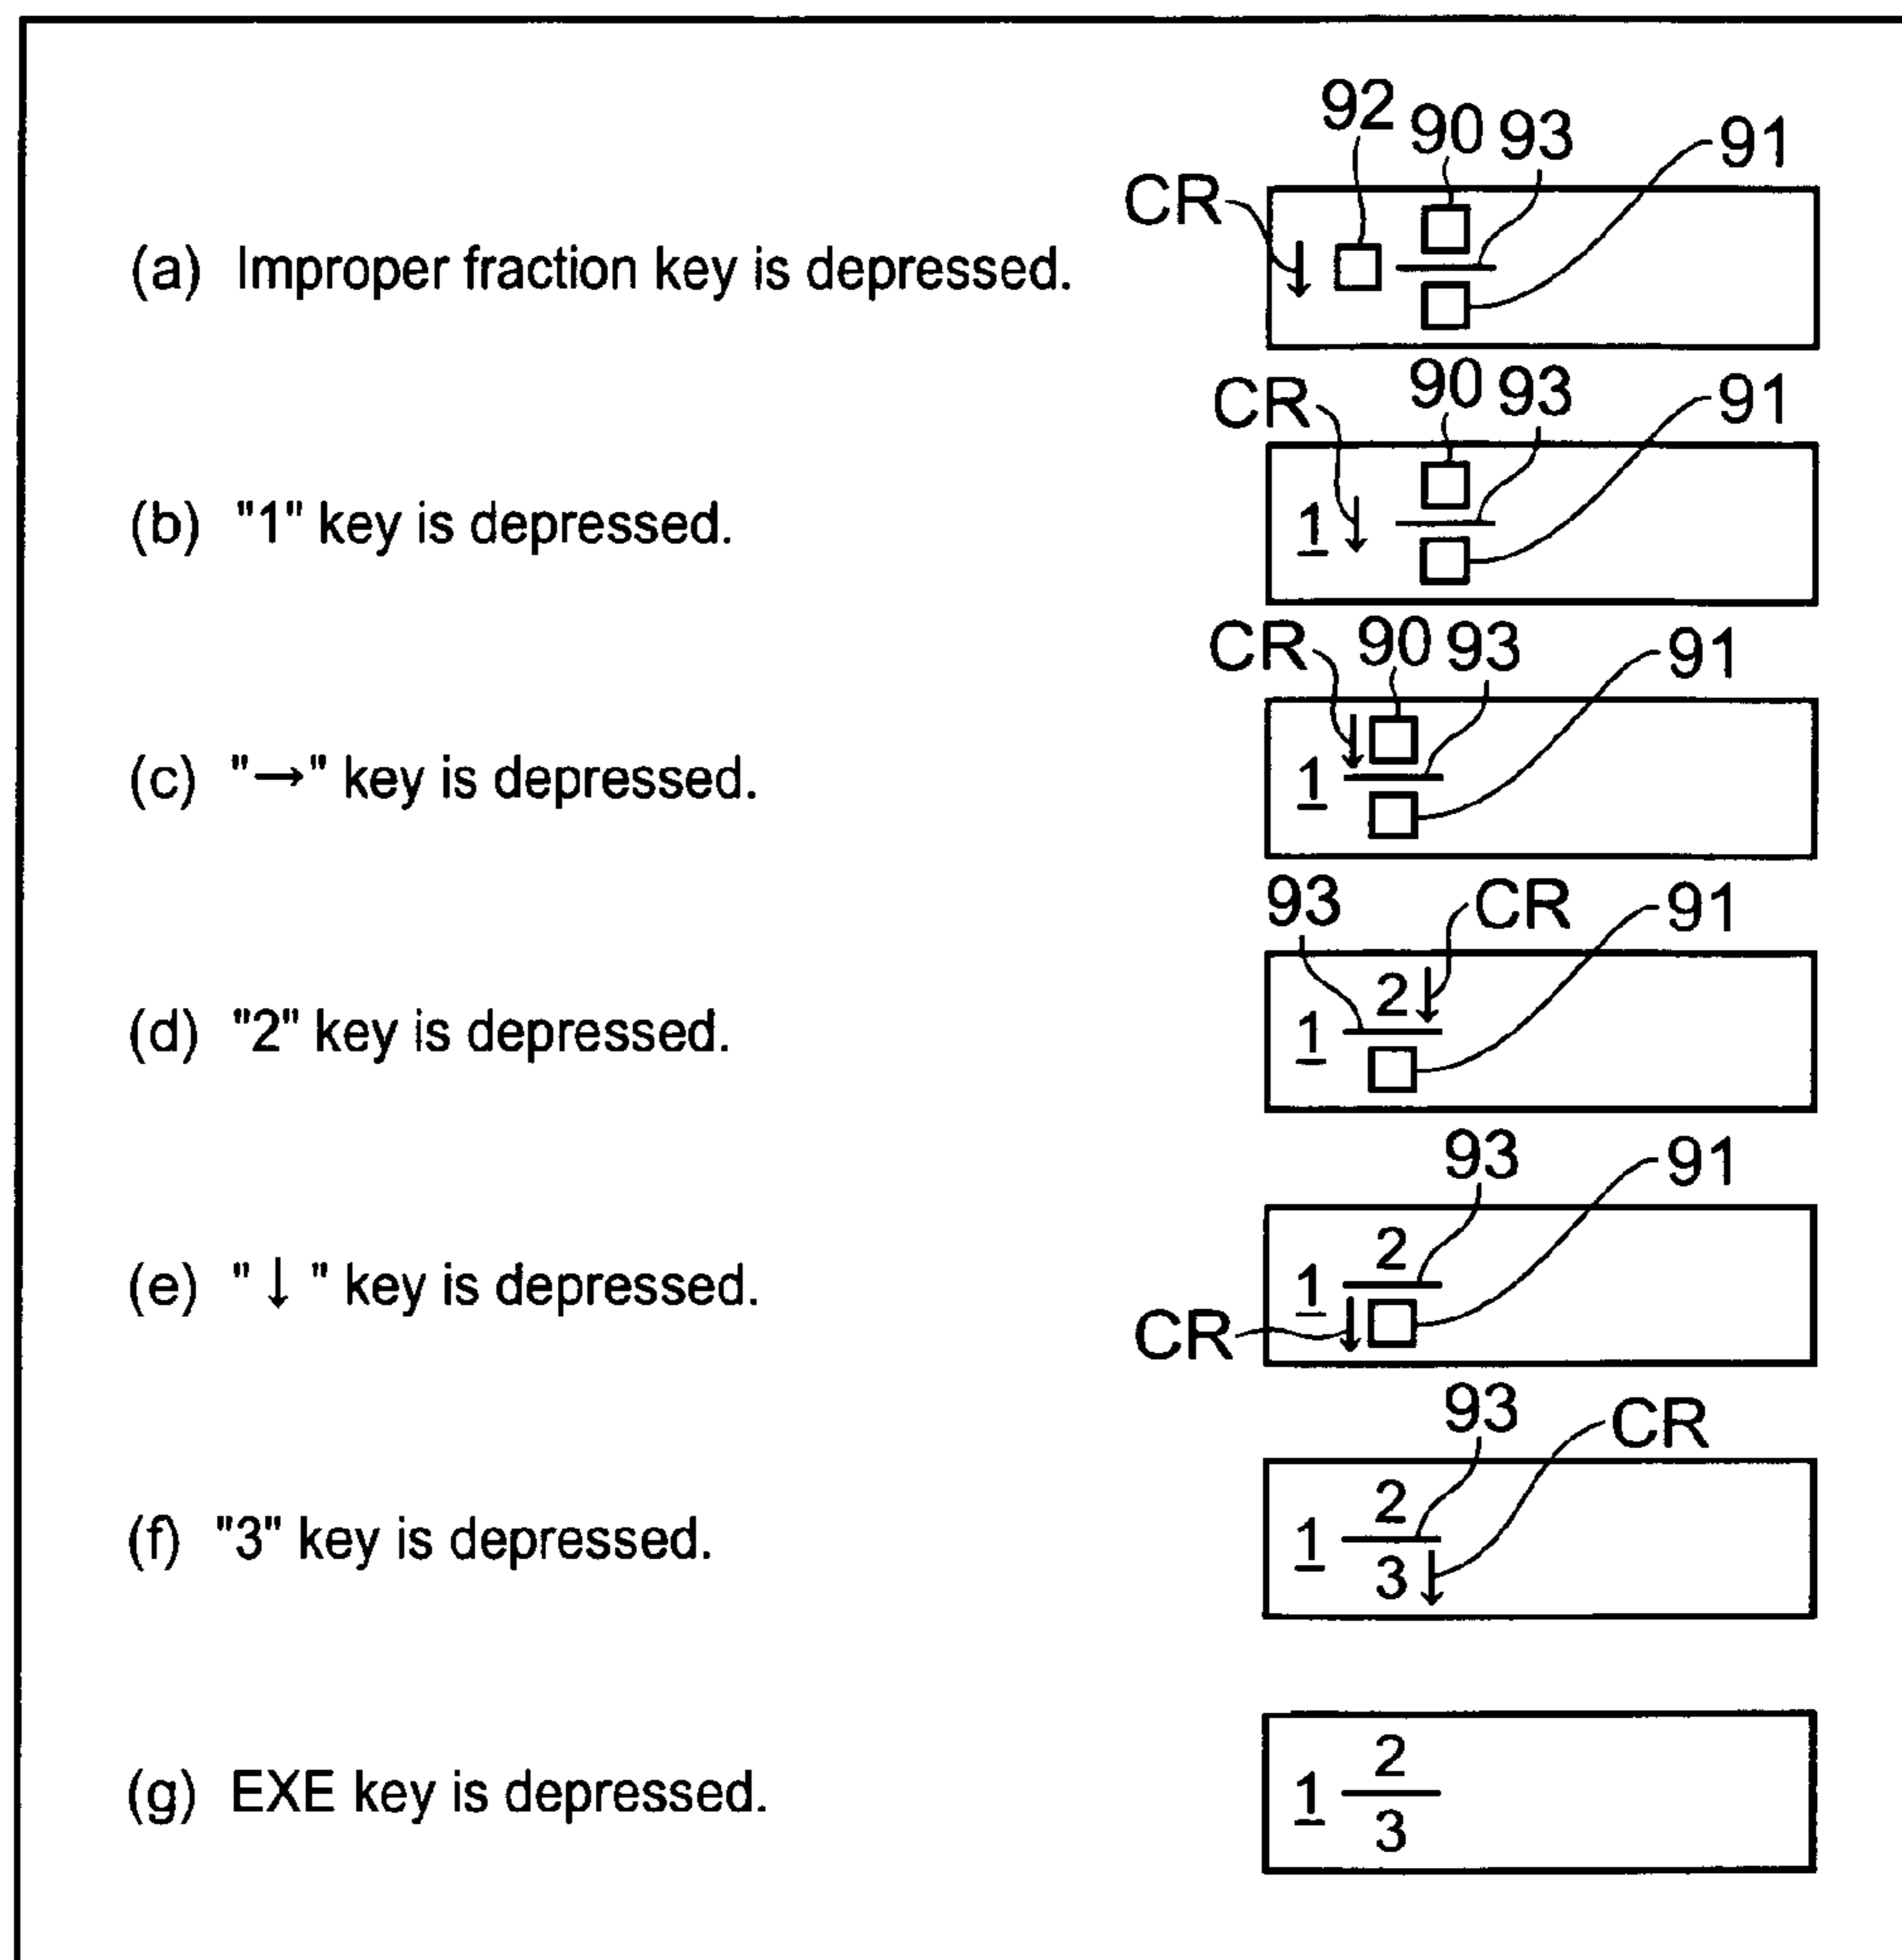 92 90 93 91
CR
(a) Improper fraction key is depressed.
CR 90 93 91
(b) "1" key is depressed.
1
CR 90 93 91
(c) "→" key is depressed.
1
93 CR 91
2
(d) "2" key is depressed.
1
93 91
2
(e) "↓" key is depressed.
1
CR
93 CR
2
(f) "3" key is depressed.
1
3
2
(g) EXE key is depressed.
1
3